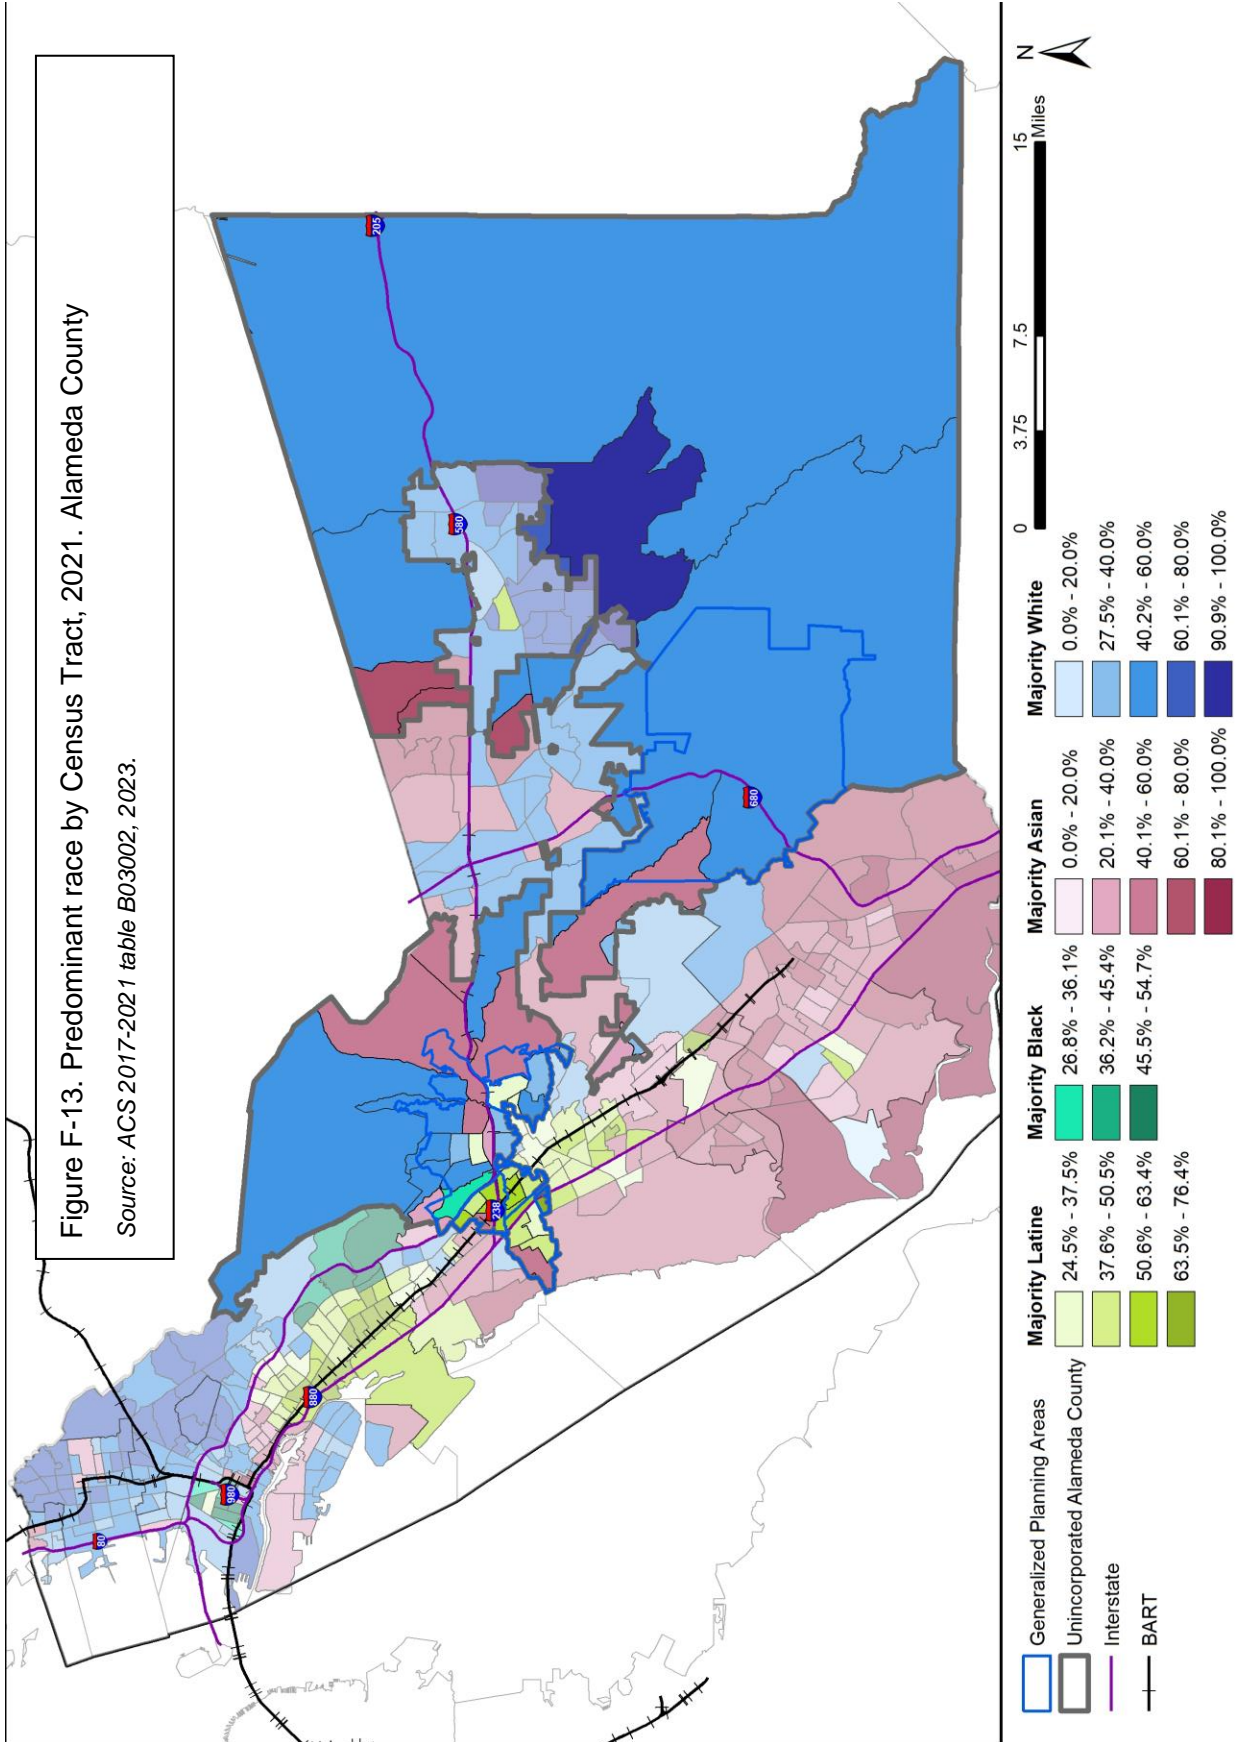 Figure F-13. Predominant race by Census Tract, 2021. Alameda County
Source: ACS 2017-2021 table B03002, 2023.
80
980
880
238
580
680
205
N
0
3.75
7.5
15
Miles
Generalized Planning Areas
Unincorporated Alameda County
Interstate
BART
Majority Latine
24.5% - 37.5%
37.6% - 50.5%
50.6% - 63.4%
63.5% - 76.4%
Majority Black
26.8% - 36.1%
36.2% - 45.4%
45.5% - 54.7%
Majority Asian
0.0% - 20.0%
20.1% - 40.0%
40.1% - 60.0%
60.1% - 80.0%
80.1% - 100.0%
Majority White
0.0% - 20.0%
27.5% - 40.0%
40.2% - 60.0%
60.1% - 80.0%
90.9% - 100.0%